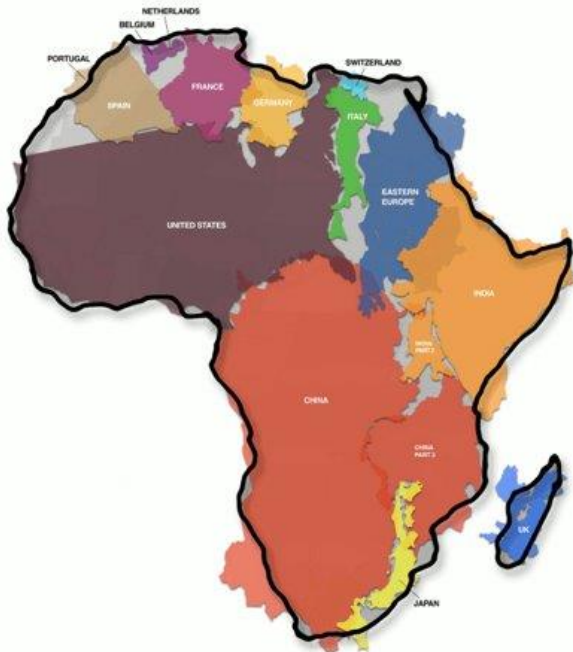 NETHERLANDS
BELGIUM
PORTUGAL
SWITZERLAND
SPAIN
FRANCE
GERMANY
ITALY
EASTERN
EUROPE
UNITED STATES
INDIA
INDIA
PART 2
CHINA
CHINA
PART 2
UK
JAPAN